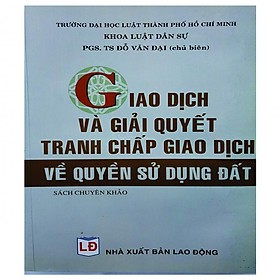 TRƯỜNG ĐẠI HỌC LUẬT THÀNH PHỐ HỒ CHÍ MINH
KHOA LUẬT DÂN SỰ
PGS. TS ĐỖ VĂN ĐẠI (chủ biên)
GIAO DỊCH
VÀ GIẢI QUYẾT
TRANH CHẤP GIAO DỊCH
VỀ QUYỀN SỬ DỤNG ĐẤT
SÁCH CHUYÊN KHẢO
LĐ
NHÀ XUẤT BẢN LAO ĐỘNG